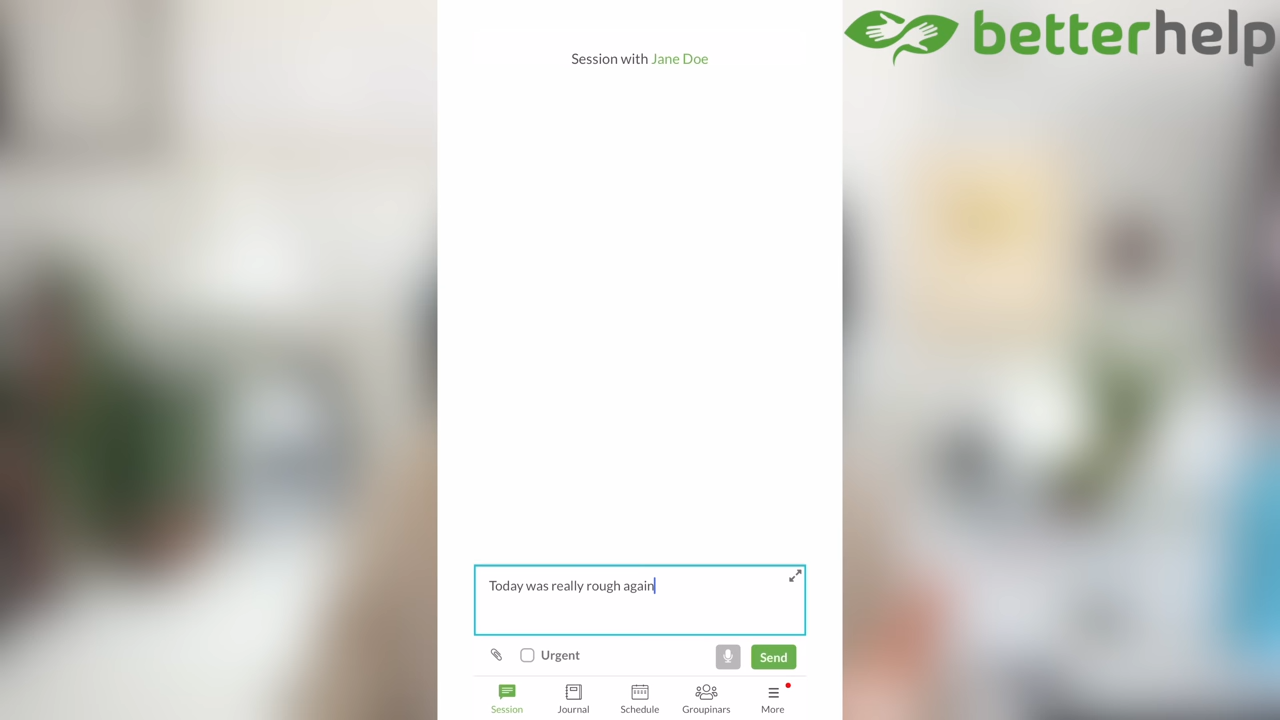 betterhelp
Session with Jane Doe
Today was really rough again
Urgent
Send
Session
Journal
Schedule
Groupinars
More